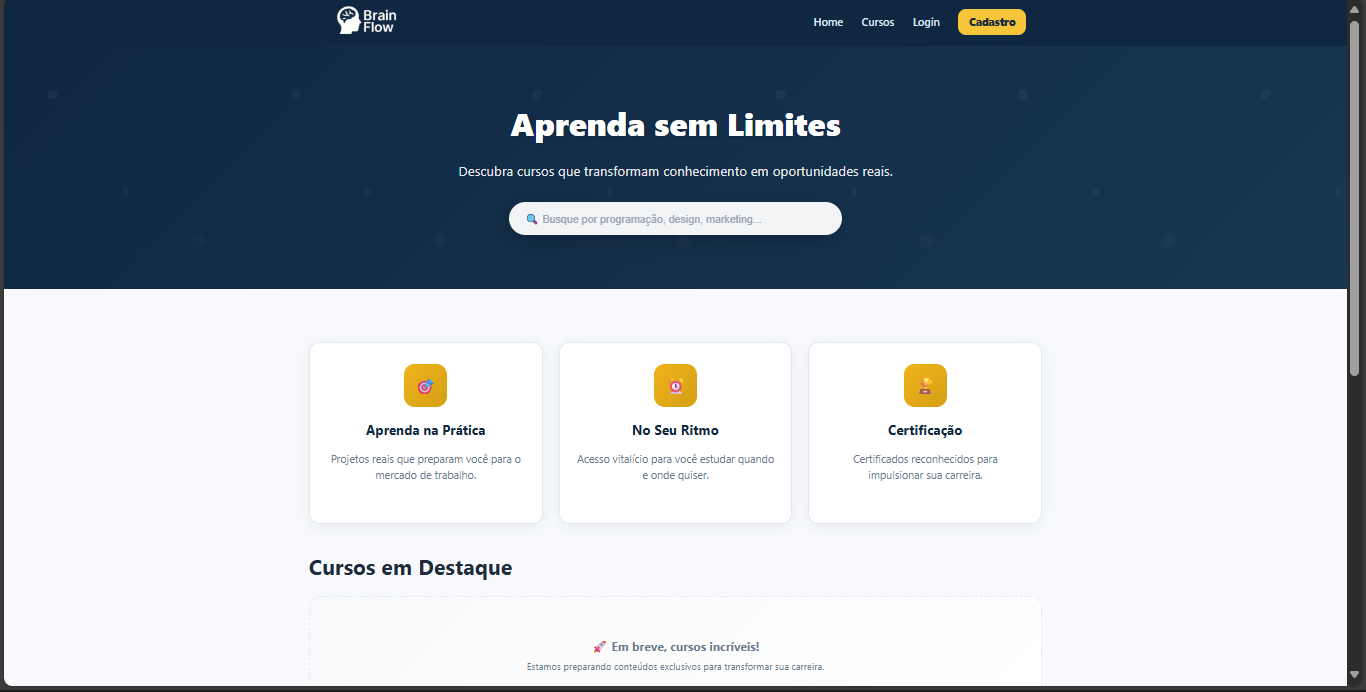 Brain
Flow
Home Cursos Login Cadastro
Aprenda sem Limites
Descubra cursos que transformam conhecimento em oportunidades reais.
🔍 Busque por programação, design, marketing...
Aprenda na Prática
Projetos reais que preparam você para o
mercado de trabalho.
No Seu Ritmo
Acesso vitalício para você estudar quando
e onde quiser.
Certificação
Certificados reconhecidos para
impulsionar sua carreira.
Cursos em Destaque
🚀 Em breve, cursos incríveis!
Estamos preparando conteúdos exclusivos para transformar sua carreira.